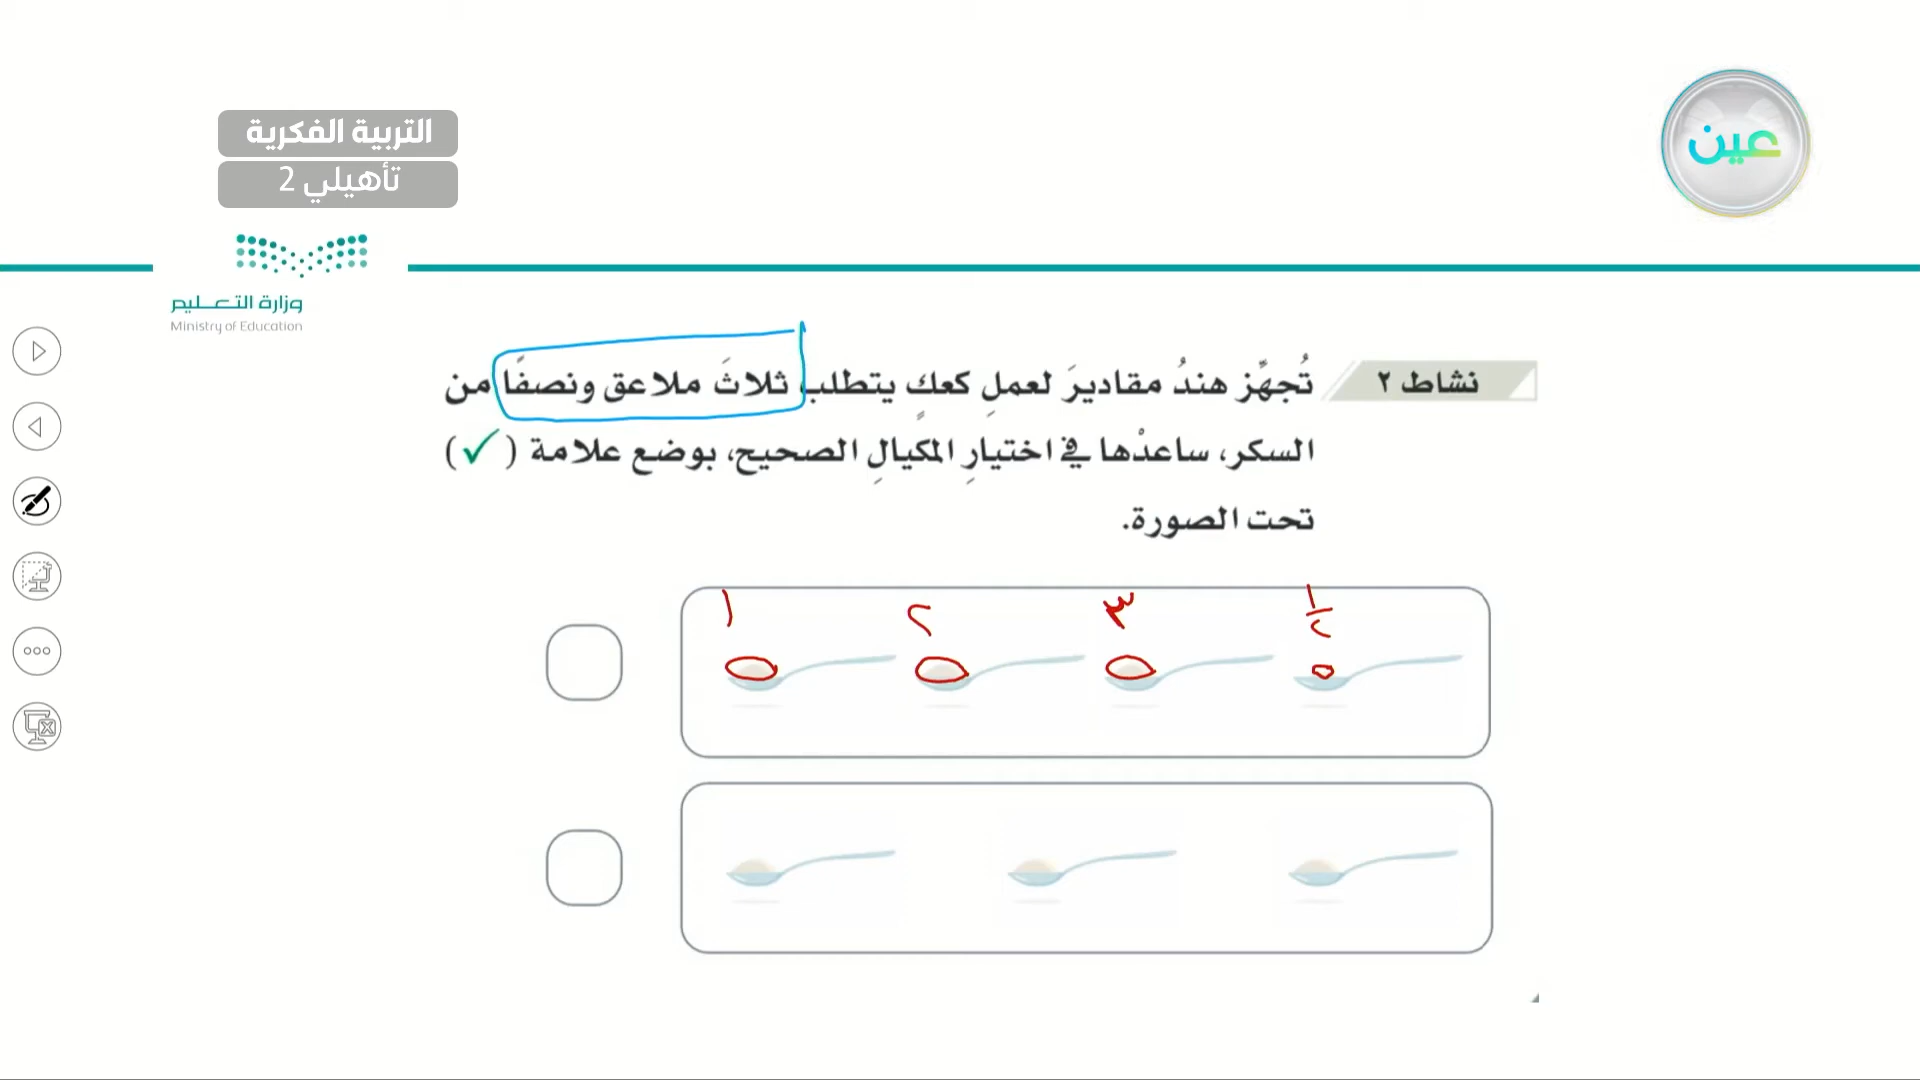 التربية الفكرية
تأهيلي 2
عين
وزارة التعليم
Ministry of Education
نشاط ٢
تُجهِّز هندُ مقاديرَ لعملِ كعكٍ يتطلب ثلاثَ ملاعق ونصفًا من
السكر، ساعدْها في اختيارِ المكيالِ الصحيح، بوضع علامة (✓)
تحت الصورة.
١ ٢ ٣ ١/٢